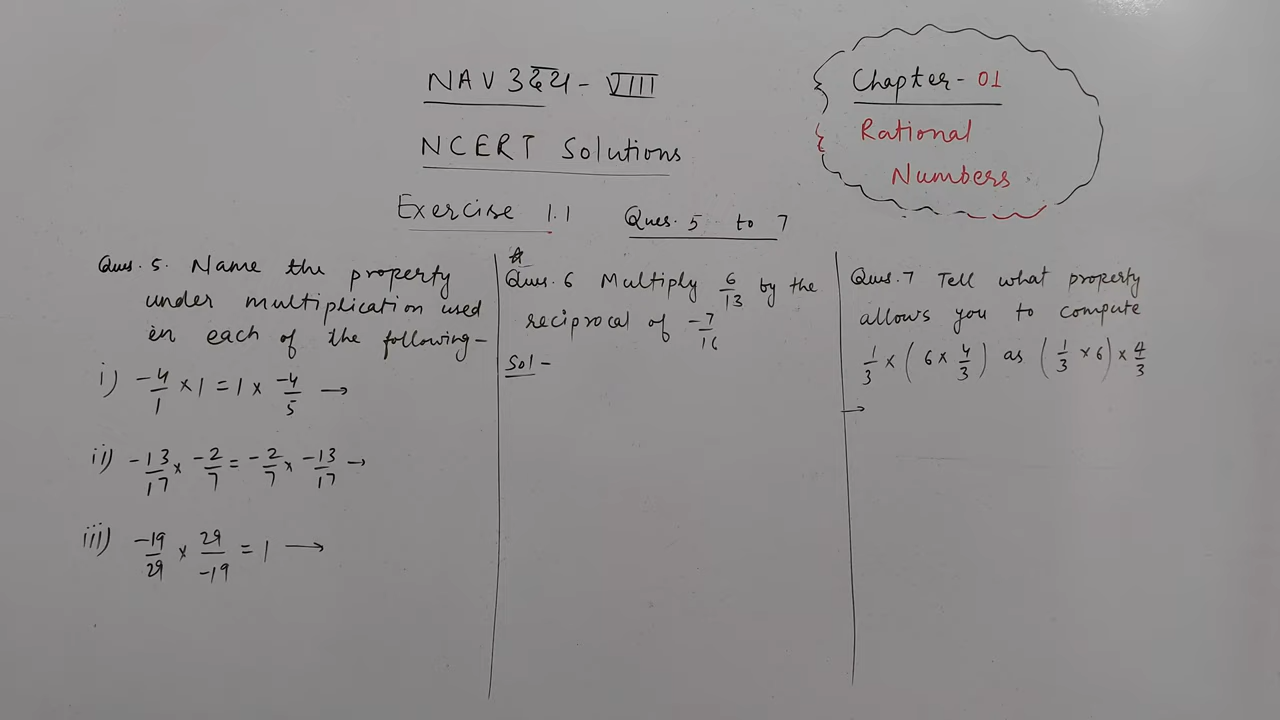 NAV उदय - VIII
NCERT Solutions
Exercise 1.1 Ques. 5 to 7
Chapter - 01
Rational
Numbers
Ques. 5. Name the property
under multiplication used
in each of the following-
i) -4/1 × 1 = 1 × -4/5 →
ii) -13/17 × -2/7 = -2/7 × -13/17 →
iii) -19/29 × 29/-19 = 1 →
Ques. 6 Multiply 6/13 by the
reciprocal of -7/16
Sol -
Ques. 7 Tell what property
allows you to compute
1/3 × (6 × 4/3) as (1/3 × 6) × 4/3
→